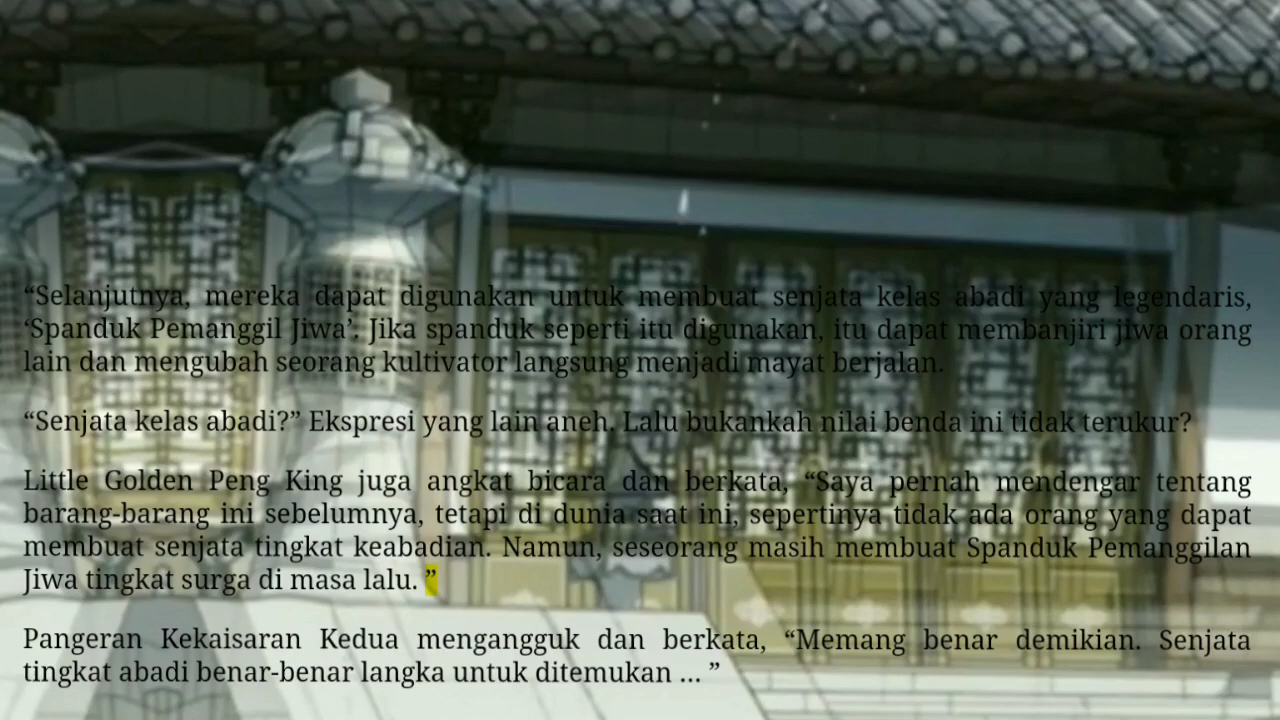 “Selanjutnya, mereka dapat digunakan untuk membuat senjata kelas abadi yang legendaris,
‘Spanduk Pemanggil Jiwa’. Jika spanduk seperti itu digunakan, itu dapat membanjiri jiwa orang
lain dan mengubah seorang kultivator langsung menjadi mayat berjalan.
“Senjata kelas abadi?” Ekspresi yang lain aneh. Lalu bukankah nilai benda ini tidak terukur?
Little Golden Peng King juga angkat bicara dan berkata, “Saya pernah mendengar tentang
barang-barang ini sebelumnya, tetapi di dunia saat ini, sepertinya tidak ada orang yang dapat
membuat senjata tingkat keabadian. Namun, seseorang masih membuat Spanduk Pemanggilan
Jiwa tingkat surga di masa lalu. ”
Pangeran Kekaisaran Kedua mengangguk dan berkata, “Memang benar demikian. Senjata
tingkat abadi benar-benar langka untuk ditemukan ... ”